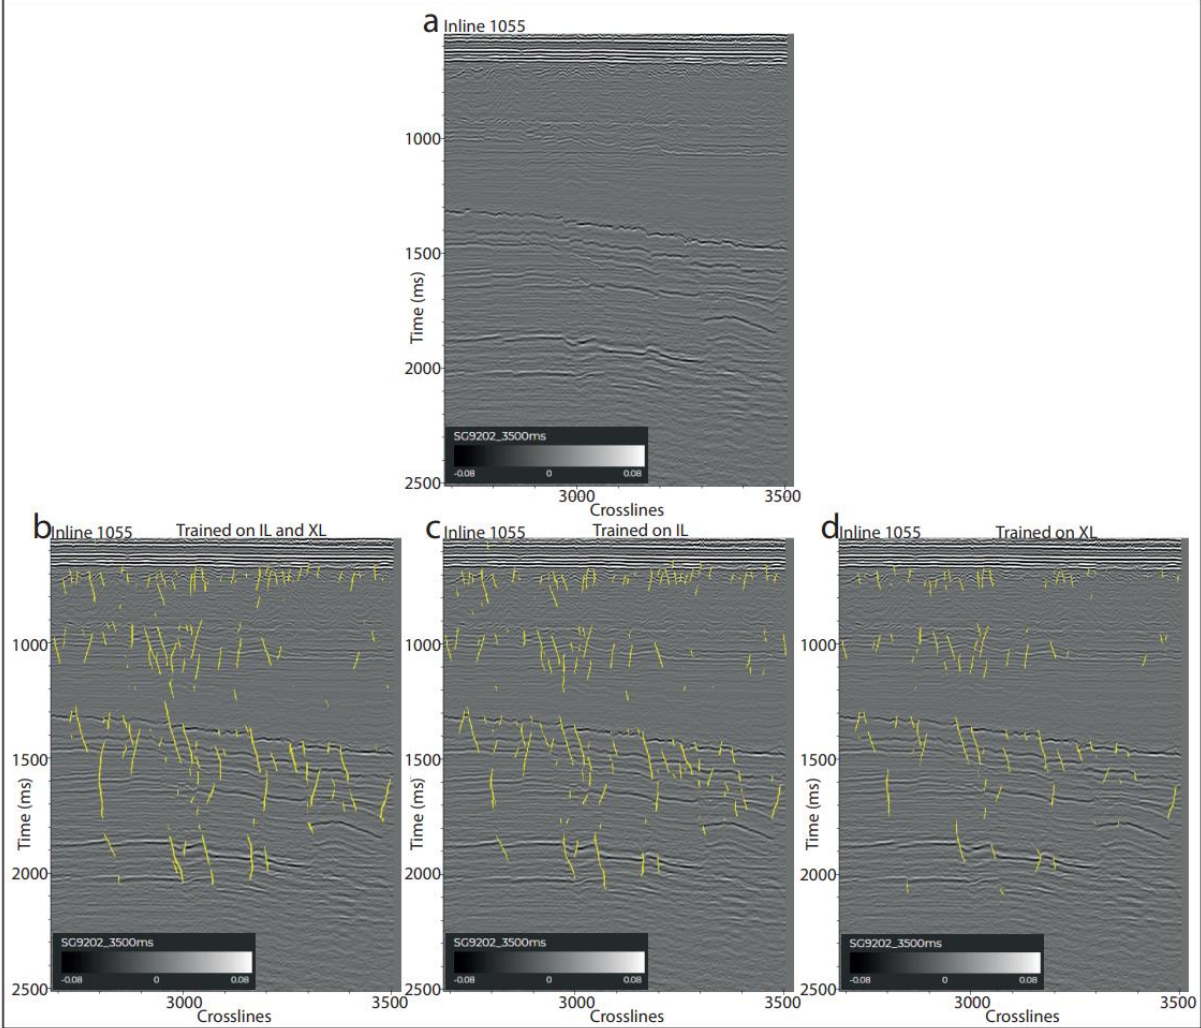 a Inline 1055
1000
1500
2000
2500
Time (ms)
SG9202_3500ms
-0.08 0 0.08
3000 3500
Crosslines
b Inline 1055 Trained on IL and XL
1000
1500
2000
2500
Time (ms)
SG9202_3500ms
-0.08 0 0.08
3000 3500
Crosslines
c Inline 1055 Trained on IL
1000
1500
2000
2500
Time (ms)
SG9202_3500ms
-0.08 0 0.08
3000 3500
Crosslines
d Inline 1055 Trained on XL
1000
1500
2000
2500
Time (ms)
SG9202_3500ms
-0.08 0 0.08
3000 3500
Crosslines